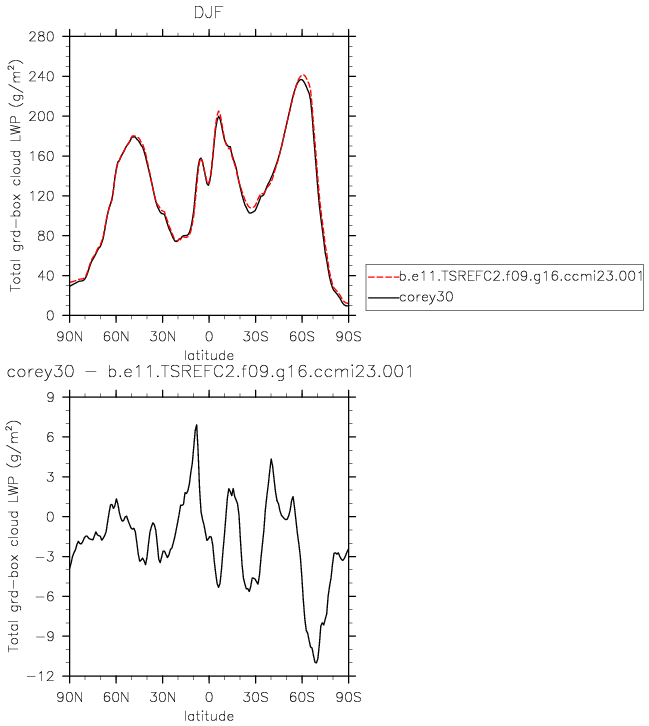 DJF
Total grd-box cloud LWP (g/m²)
280
240
200
160
120
80
40
0
90N 60N 30N 0 30S 60S 90S
latitude
b.e11.TSREFC2.f09.g16.ccmi23.001
corey30
corey30 - b.e11.TSREFC2.f09.g16.ccmi23.001
Total grd-box cloud LWP (g/m²)
9
6
3
0
-3
-6
-9
-12
90N 60N 30N 0 30S 60S 90S
latitude